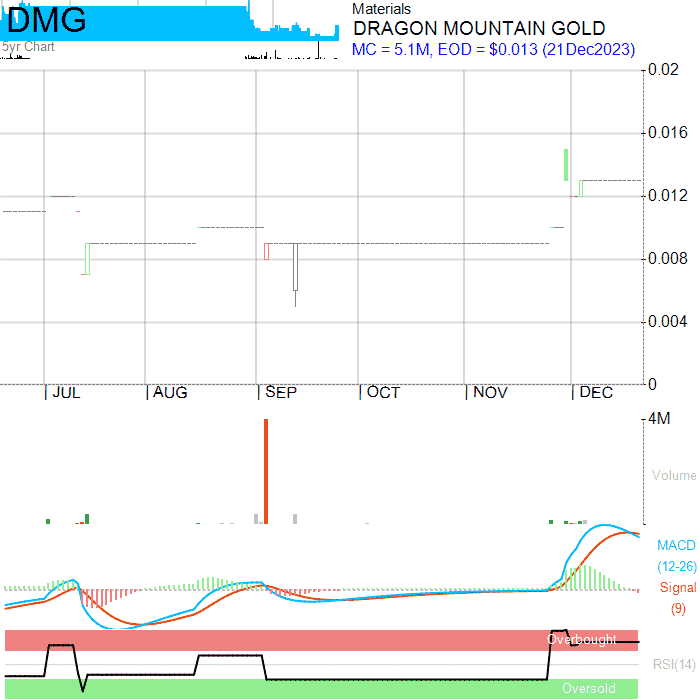 DMG
5yr Chart
Materials
DRAGON MOUNTAIN GOLD
MC = 5.1M, EOD = $0.013 (21Dec2023)
0.02
0.016
0.012
0.008
0.004
0
JUL AUG SEP OCT NOV DEC
4M
Volume
MACD
(12-26)
Signal
(9)
Overbought
RSI(14)
Oversold